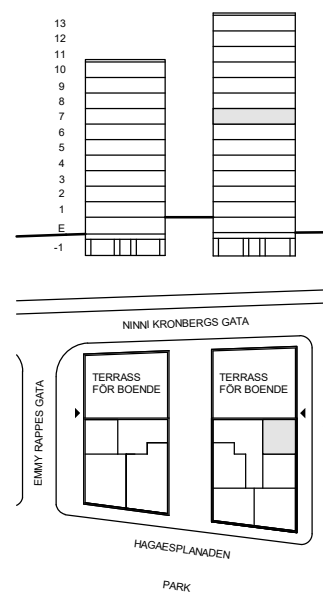 13
12
11
10
9
8
7
6
5
4
3
2
1
E
-1
NINNI KRONBERGS GATA
EMMY RAPPES GATA
TERRASS
FÖR BOENDE
TERRASS
FÖR BOENDE
HAGAESPLANADEN
PARK